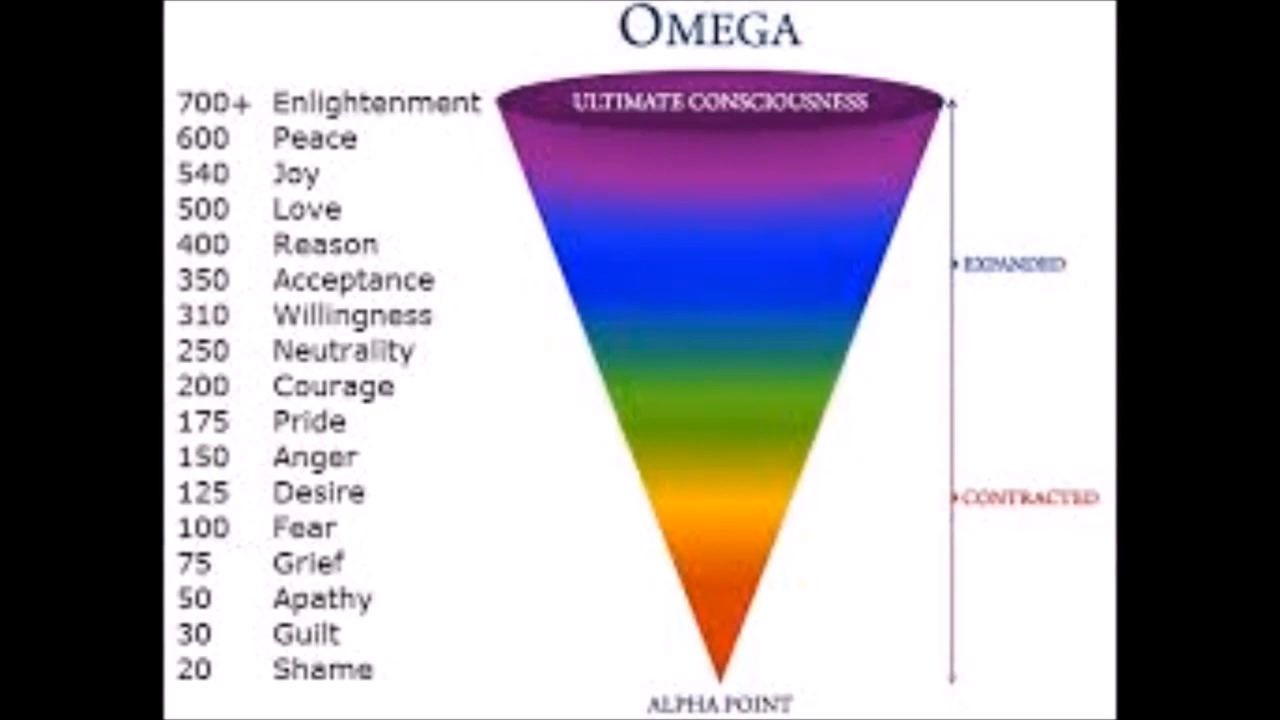 OMEGA
700+ Enlightenment
ULTIMATE CONSCIOUSNESS
600 Peace
540 Joy
500 Love
400 Reason
EXPANDED
350 Acceptance
310 Willingness
250 Neutrality
200 Courage
175 Pride
150 Anger
125 Desire
CONTRACTED
100 Fear
75 Grief
50 Apathy
30 Guilt
20 Shame
ALPHA POINT